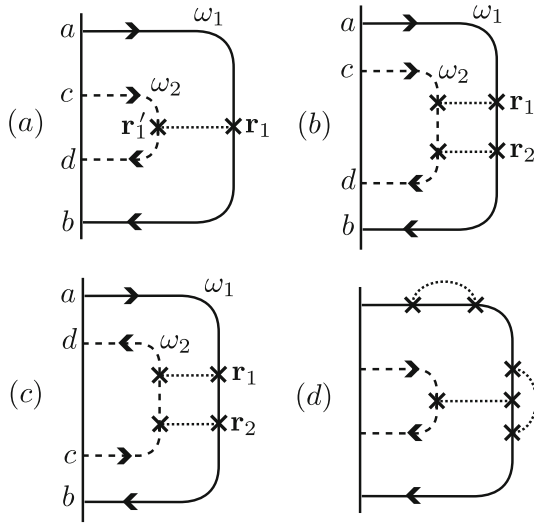 (a) a ω₁ c ω₂ r₁ r₁ d b
(b) a ω₁ c ω₂ r₁ r₂ d b
(c) a ω₁ d ω₂ r₁ r₂ c b
(d)